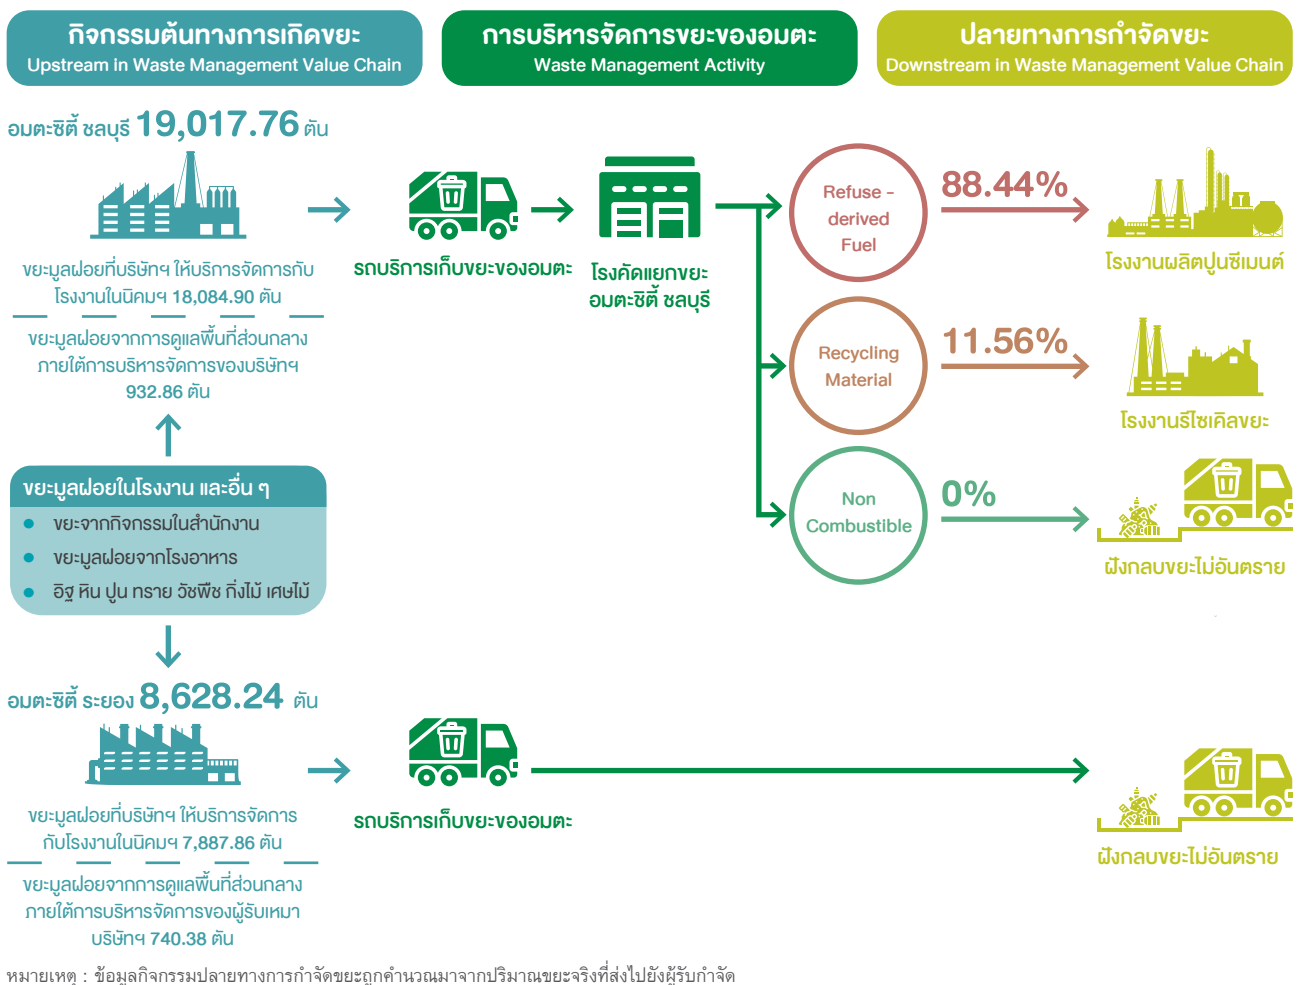 กิจกรรมต้นทางการเกิดขยะ
Upstream in Waste Management Value Chain
การบริหารจัดการขยะของอมตะ
Waste Management Activity
ปลายทางการกำจัดขยะ
Downstream in Waste Management Value Chain
อมตะซิตี้ ชลบุรี 19,017.76 ตัน
ขยะมูลฝอยที่บริษัทฯ ให้บริการจัดการกับ
โรงงานในนิคมฯ 18,084.90 ตัน
ขยะมูลฝอยจากการดูแลพื้นที่ส่วนกลาง
ภายใต้การบริหารจัดการของบริษัทฯ
932.86 ตัน
รถบริการเก็บขยะของอมตะ
โรงคัดแยกขยะ
อมตะซิตี้ ชลบุรี
Refuse -
derived
Fuel
88.44%
โรงงานผลิตปูนซีเมนต์
Recycling
Material
11.56%
โรงงานรีไซเคิลขยะ
Non
Combustible
0%
ฝังกลบขยะไม่อันตราย
ขยะมูลฝอยในโรงงาน และอื่น ๆ
• ขยะจากกิจกรรมในสำนักงาน
• ขยะมูลฝอยจากโรงอาหาร
• อิฐ หิน ปูน ทราย วัชพืช กิ่งไม้ เศษไม้
อมตะซิตี้ ระยอง 8,628.24 ตัน
ขยะมูลฝอยที่บริษัทฯ ให้บริการจัดการ
กับโรงงานในนิคมฯ 7,887.86 ตัน
ขยะมูลฝอยจากการดูแลพื้นที่ส่วนกลาง
ภายใต้การบริหารจัดการของผู้รับเหมา
บริษัทฯ 740.38 ตัน
รถบริการเก็บขยะของอมตะ
ฝังกลบขยะไม่อันตราย
หมายเหตุ : ข้อมูลกิจกรรมปลายทางการกำจัดขยะถูกคำนวณมาจากปริมาณขยะจริงที่ส่งไปยังผู้รับกำจัด